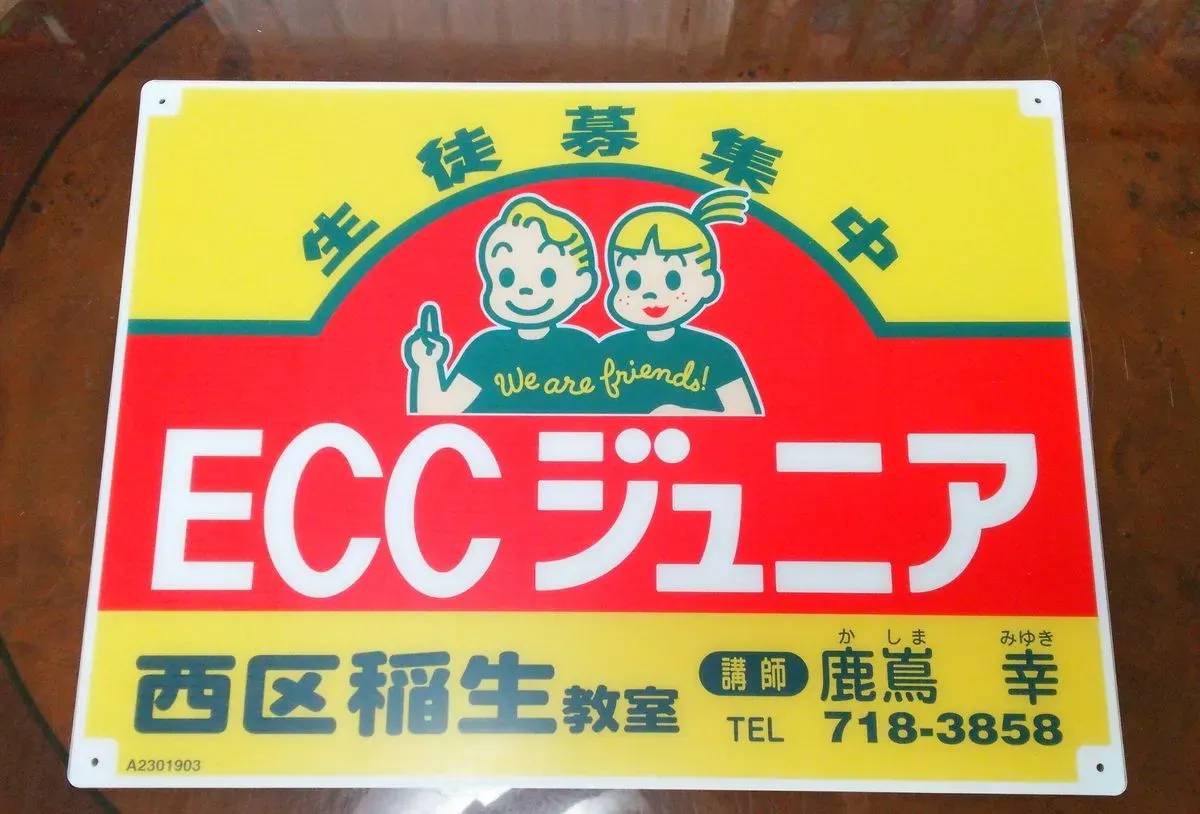 生徒募集中
We are friends!
ECCジュニア
西区稲生教室
講師
かしま みゆき
鹿嶌 幸
TEL 718-3858
A2301903